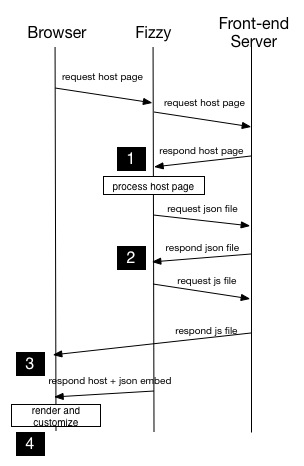 Browser
Fizzy
Front-end
Server
request host page
request host page
respond host page
1
process host page
request json file
respond json file
2
request js file
respond js file
3
respond host + json embed
render and
customize
4